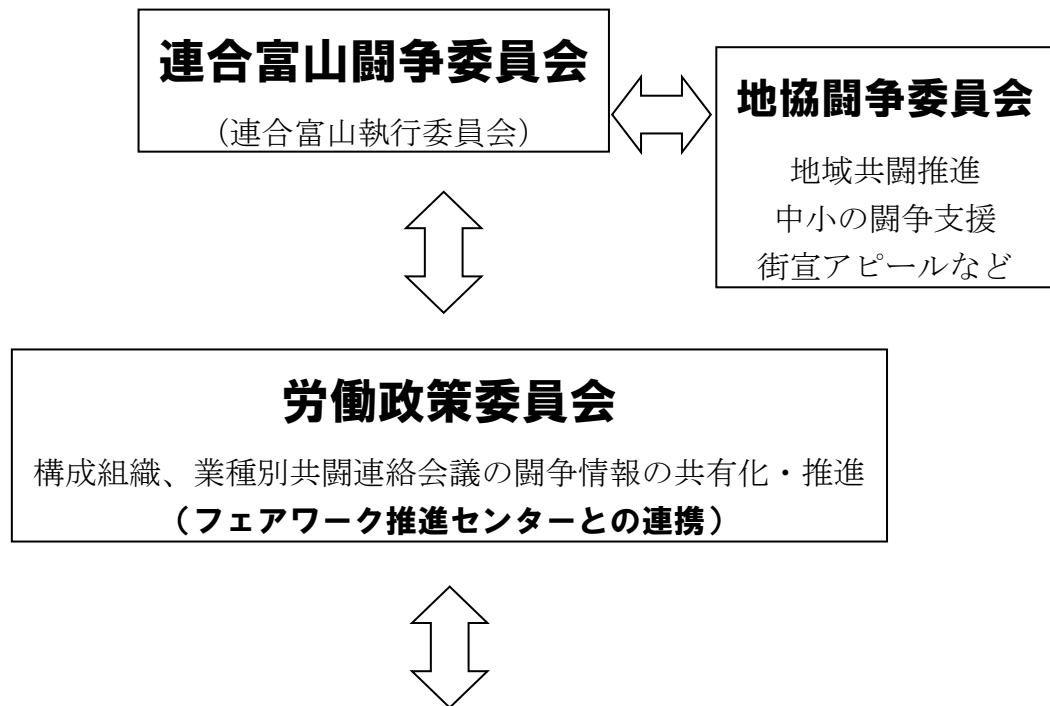 連合富山闘争委員会
（連合富山執行委員会）
地協闘争委員会
地域共闘推進
中小の闘争支援
街宣アピールなど
労働政策委員会
構成組織、業種別共闘連絡会議の闘争情報の共有化・推進
（フェアワーク推進センターとの連携）